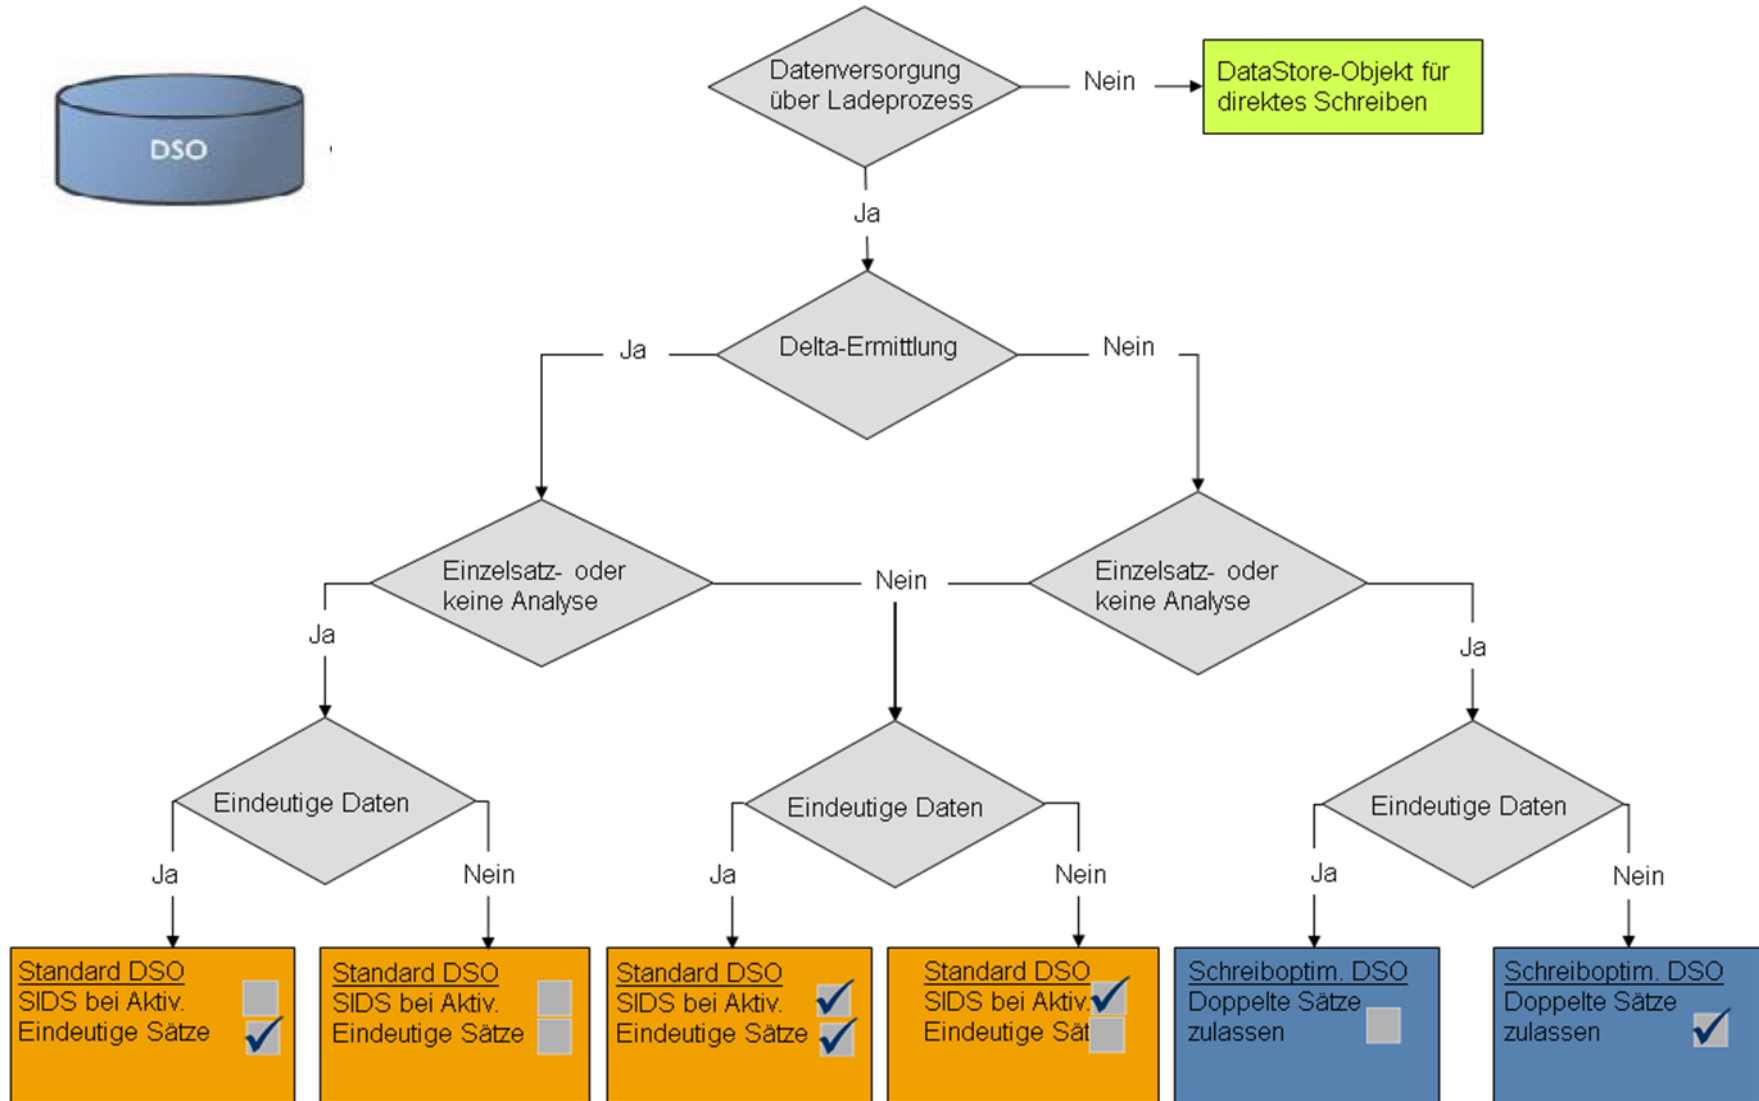 DSO
Datenversorgung
über Ladeprozess
Nein
DataStore-Objekt für
direktes Schreiben
Ja
Delta-Ermittlung
Ja
Nein
Einzelsatz- oder
keine Analyse
Nein
Einzelsatz- oder
keine Analyse
Ja
Ja
Eindeutige Daten
Eindeutige Daten
Eindeutige Daten
Ja
Nein
Ja
Nein
Ja
Nein
Standard DSO
SIDS bei Aktiv.
Eindeutige Sätze
Standard DSO
SIDS bei Aktiv.
Eindeutige Sätze
Standard DSO
SIDS bei Aktiv.
Eindeutige Sätze
Standard DSO
SIDS bei Aktiv.
Eindeutige Sät
Schreiboptim. DSO
Doppelte Sätze
zulassen
Schreiboptim. DSO
Doppelte Sätze
zulassen